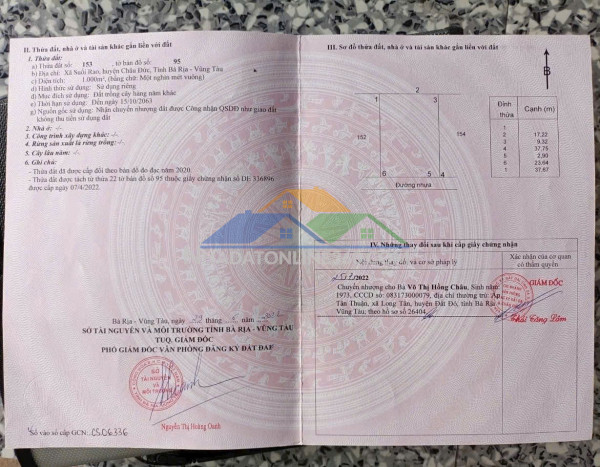 II. Thửa đất, nhà ở và tài sản khác gắn liền với đất
1. Thửa đất:
a) Thửa đất số: 153 tờ bản đồ số: 95
b) Địa chỉ: Xã Suối Rao, huyện Châu Đức, Tỉnh Bà Rịa - Vũng Tàu
c) Diện tích: 1.000m², (bằng chữ: Một nghìn mét vuông)
d) Hình thức sử dụng: Sử dụng riêng
đ) Mục đích sử dụng: Đất trồng cây hàng năm khác
e) Thời hạn sử dụng: Đến ngày 15/10/2063
g) Nguồn gốc sử dụng: Nhận chuyển nhượng đất được Công nhận QSDĐ như giao đất
không thu tiền sử dụng đất
2. Nhà ở: -/-
3. Công trình xây dựng khác: -/-
4. Rừng sản xuất là rừng trồng: -/-
5. Cây lâu năm: -/-
6. Ghi chú:
- Thửa đất đã được cấp đổi theo bản đồ đo đạc năm 2020.
- Thửa đất được tách từ thửa 22 tờ bản đồ số 95 thuộc giấy chứng nhận số DE 336896
được cấp ngày 07/4/2022.
Bà Rịa - Vũng Tàu, ngày tháng
SỞ TÀI NGUYÊN VÀ MÔI TRƯỜNG TỈNH BÀ RỊA - VŨNG TÀU
TUQ. GIÁM ĐỐC
PHÓ GIÁM ĐỐC VĂN PHÒNG ĐĂNG KÝ ĐẤT ĐAI
SỞ
TÀI NGUYÊN
VÀ
MÔI TRƯỜNG
Nguyễn Thị Hoàng Oanh
Số vào sổ cấp GCN: CS06336
III. Sơ đồ thửa đất, nhà ở và tài sản khác gắn liền với đất
B
2
1 3
152 154
6 5 4
Đường nhựa
Đỉnh thửa Cạnh (m)
1
2 17,22
3 9,32
4 37,75
5 2,90
6 23,64
1 37,67
IV. Những thay đổi sau khi cấp giấy chứng nhận
Nội dung thay đổi và cơ sở pháp lý
Xác nhận của cơ quan
có thẩm quyền
/2022
Chuyển nhượng cho Bà Võ Thị Hồng Châu, Sinh năm:
1973, CCCD số: 083173000079, địa chỉ thường trú: Ấp
Tân Thuận, xã Long Tân, huyện Đất Đỏ, tỉnh Bà Rịa -
Vũng Tàu, theo hồ sơ số 26404.
GIÁM ĐỐC